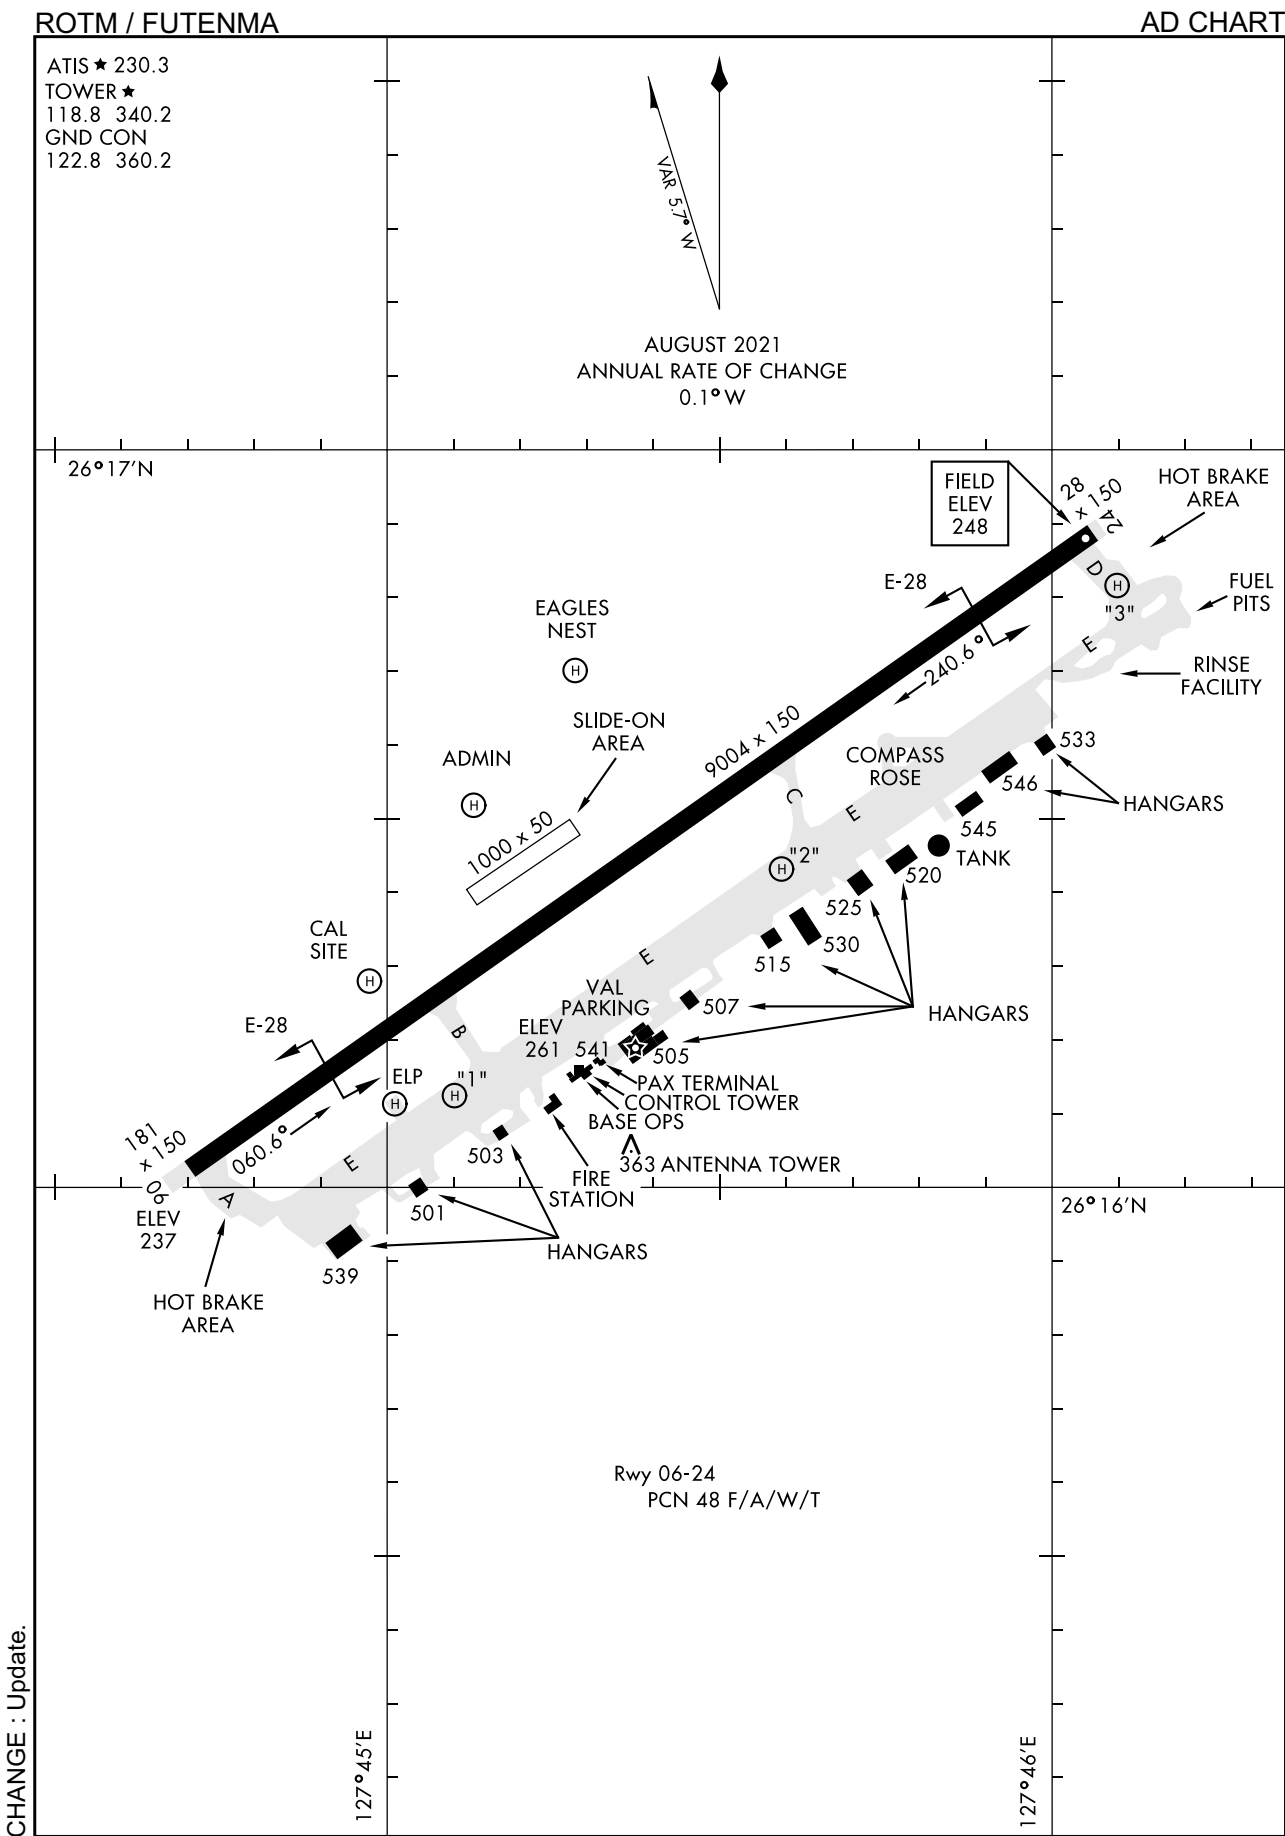 ROTM / FUTENMA
AD CHART
ATIS ★ 230.3
TOWER ★
118.8 340.2
GND CON
122.8 360.2
VAR 5.7° W
AUGUST 2021
ANNUAL RATE OF CHANGE
0.1° W
26°17'N
FIELD
ELEV
248
28
x 150
24
HOT BRAKE
AREA
D
H
"3"
FUEL
PITS
E-28
E
240.6°
RINSE
FACILITY
EAGLES
NEST
H
SLIDE-ON
AREA
9004 x 150
ADMIN
H
1000 x 50
COMPASS
ROSE
533
546
HANGARS
545
C
E
TANK
"2"
H
520
525
530
515
CAL
SITE
H
E
VAL
PARKING
507
HANGARS
E-28
B
ELEV
261
541
505
ELP
H
"1"
H
PAX TERMINAL
CONTROL TOWER
BASE OPS
060.6°
181
x 150
06
E
503
363 ANTENNA TOWER
FIRE
STATION
A
ELEV
237
501
26°16'N
HANGARS
539
HOT BRAKE
AREA
Rwy 06-24
PCN 48 F/A/W/T
127°45'E
127°46'E
CHANGE : Update.